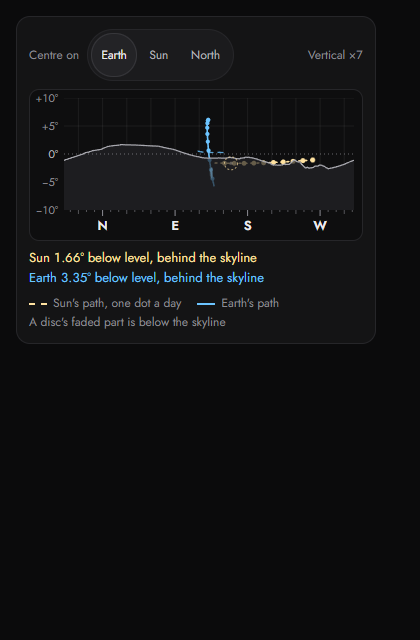 Centre on Earth Sun North Vertical ×7
+10°
+5°
0°
−5°
−10°
N E S W
Sun 1.66° below level, behind the skyline
Earth 3.35° below level, behind the skyline
Sun's path, one dot a day Earth's path
A disc's faded part is below the skyline